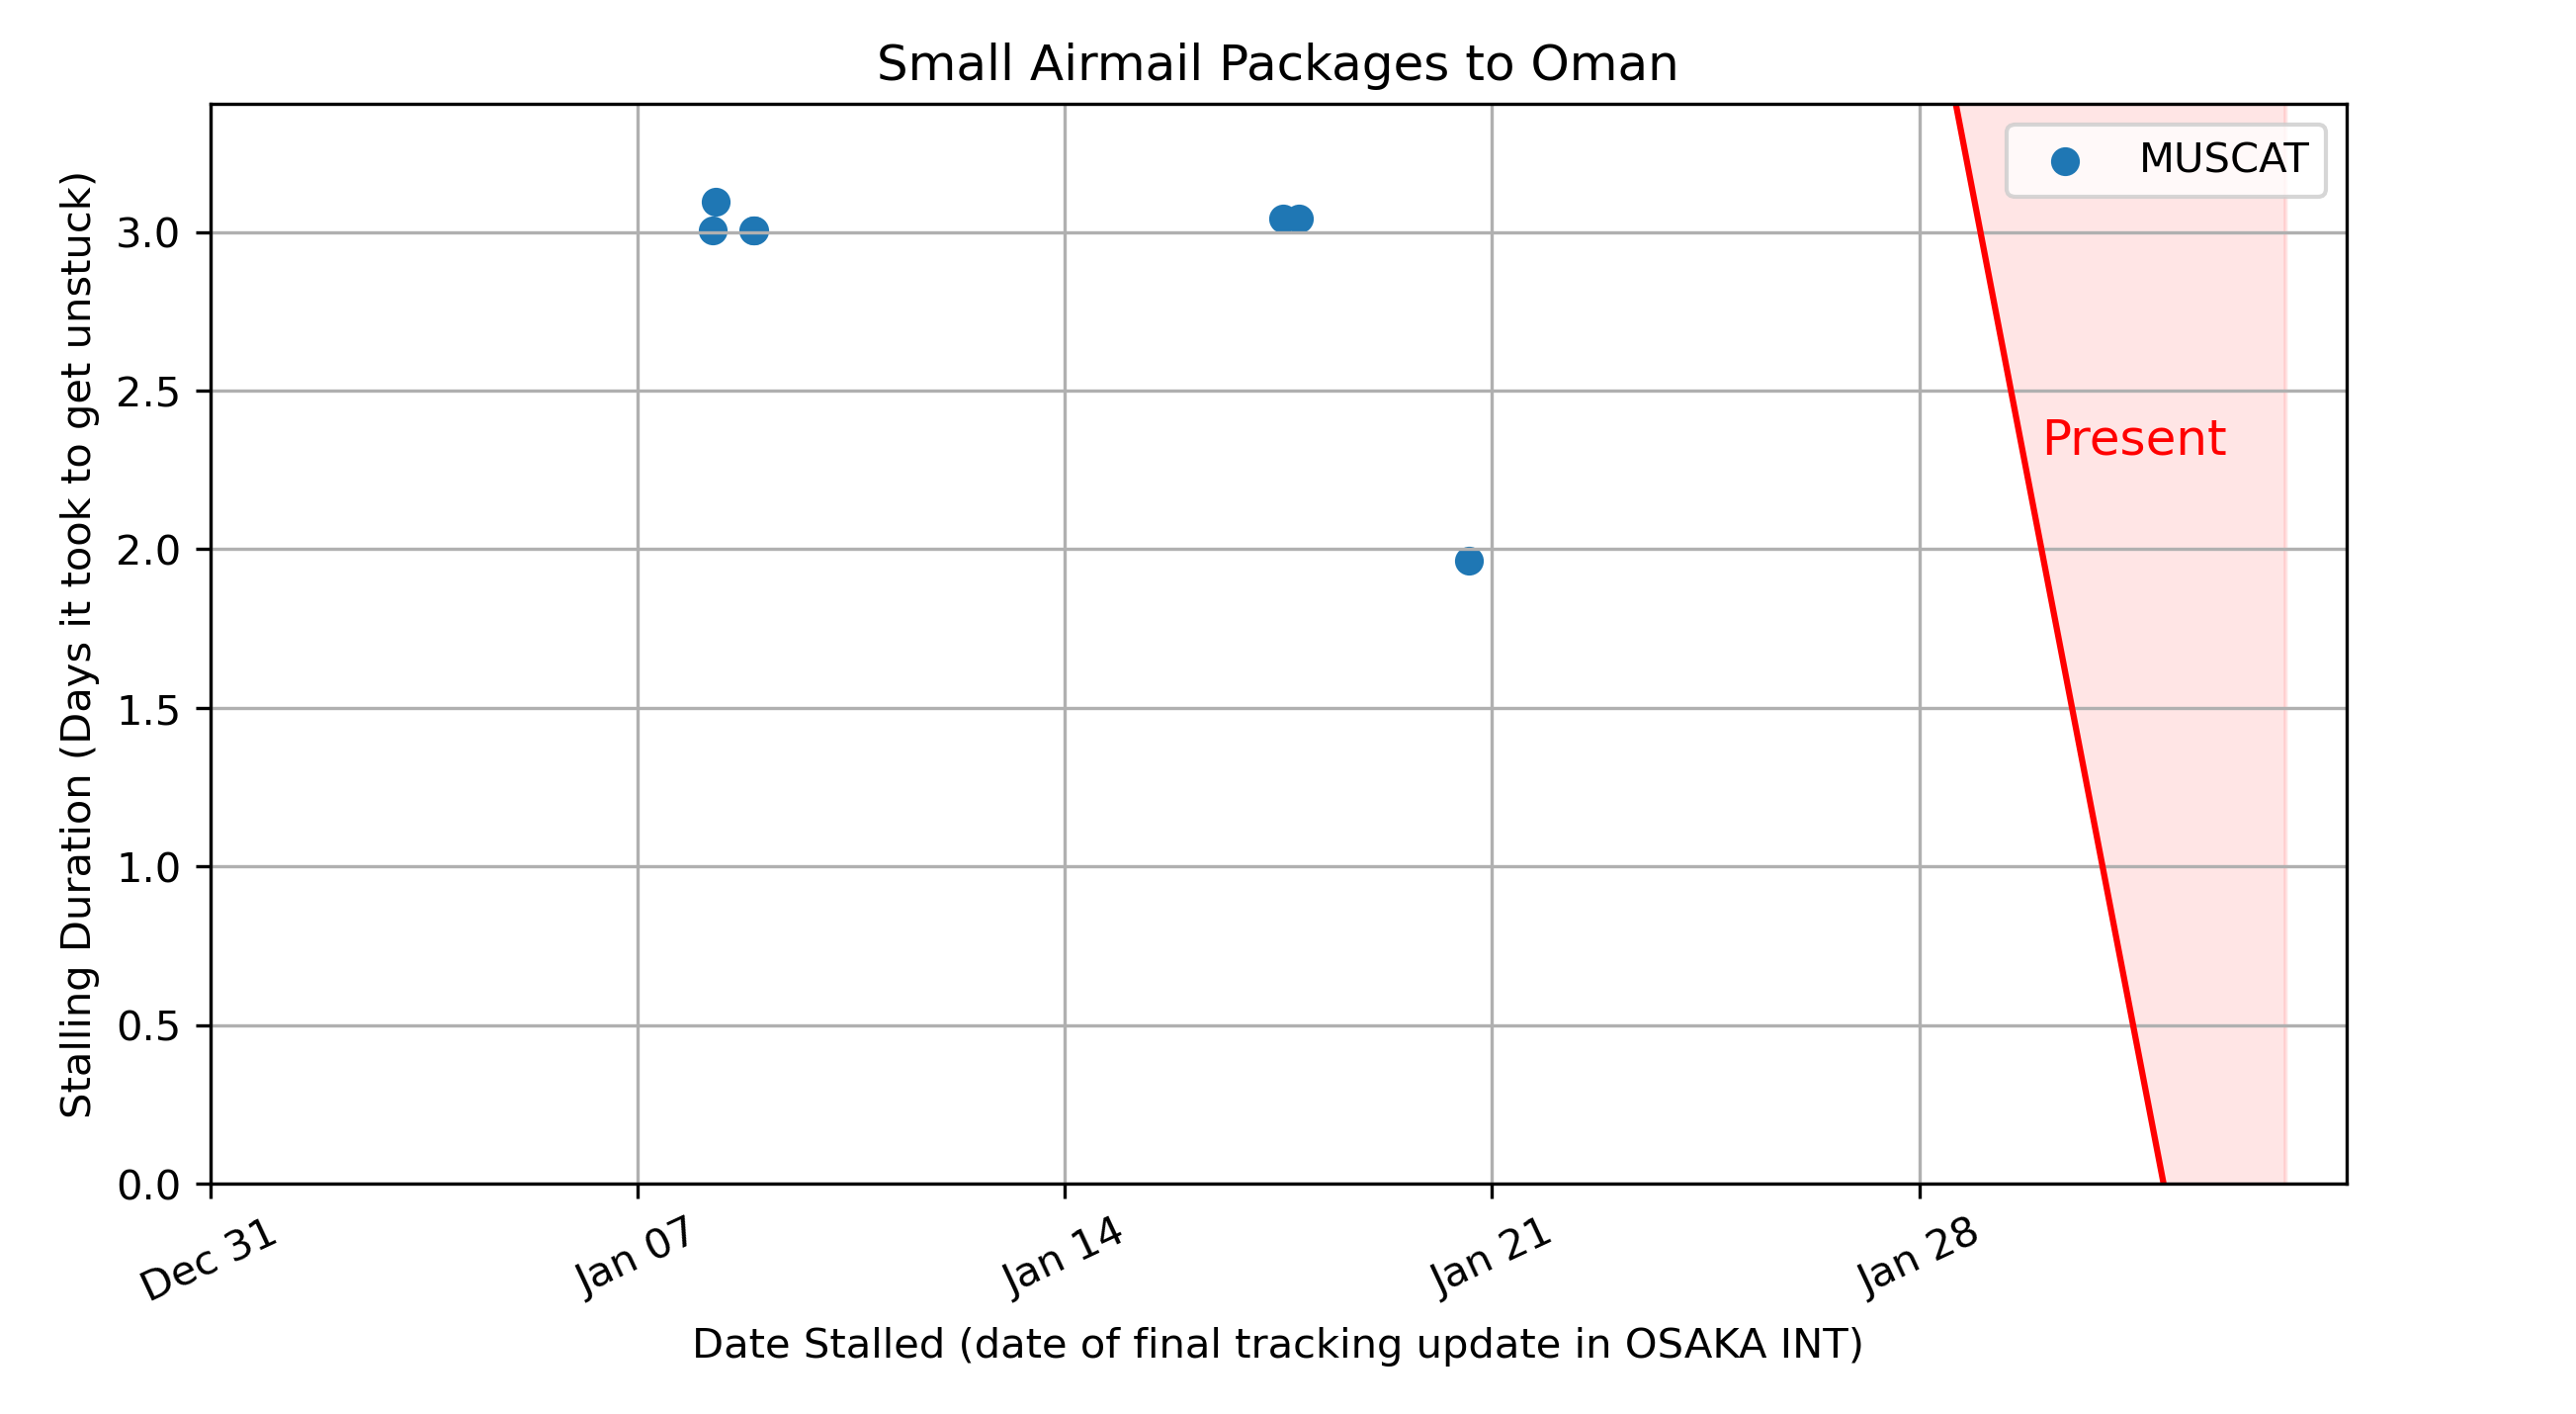 Small Airmail Packages to Oman
MUSCAT
Present
Stalling Duration (Days it took to get unstuck)
3.0
2.5
2.0
1.5
1.0
0.5
0.0
Dec 31
Jan 07
Jan 14
Jan 21
Jan 28
Date Stalled (date of final tracking update in OSAKA INT)